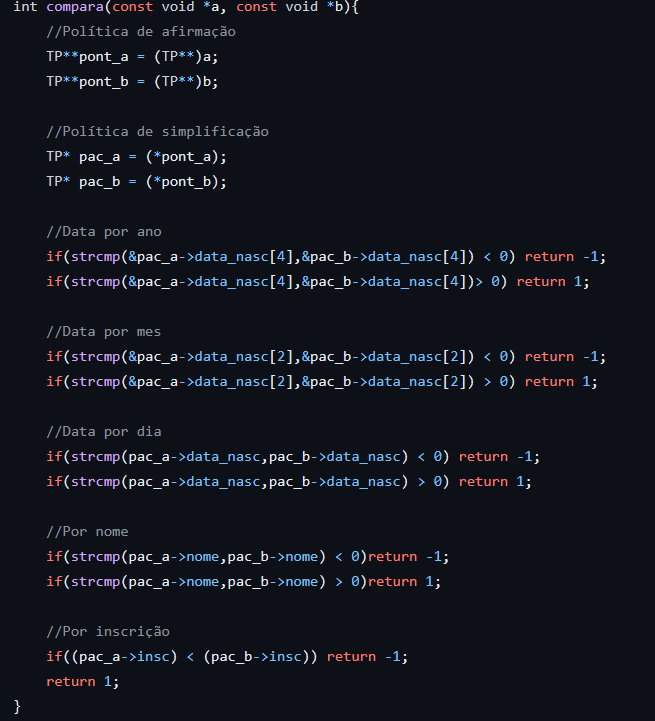 int compara(const void *a, const void *b){
    //Política de afirmação
    TP**pont_a = (TP**)a;
    TP**pont_b = (TP**)b;

    //Política de simplificação
    TP* pac_a = (*pont_a);
    TP* pac_b = (*pont_b);

    //Data por ano
    if(strcmp(&pac_a->data_nasc[4],&pac_b->data_nasc[4]) < 0) return -1;
    if(strcmp(&pac_a->data_nasc[4],&pac_b->data_nasc[4])> 0) return 1;

    //Data por mes
    if(strcmp(&pac_a->data_nasc[2],&pac_b->data_nasc[2]) < 0) return -1;
    if(strcmp(&pac_a->data_nasc[2],&pac_b->data_nasc[2]) > 0) return 1;

    //Data por dia
    if(strcmp(pac_a->data_nasc,pac_b->data_nasc) < 0) return -1;
    if(strcmp(pac_a->data_nasc,pac_b->data_nasc) > 0) return 1;

    //Por nome
    if(strcmp(pac_a->nome,pac_b->nome) < 0)return -1;
    if(strcmp(pac_a->nome,pac_b->nome) > 0)return 1;

    //Por inscrição
    if((pac_a->insc) < (pac_b->insc)) return -1;
    return 1;
}